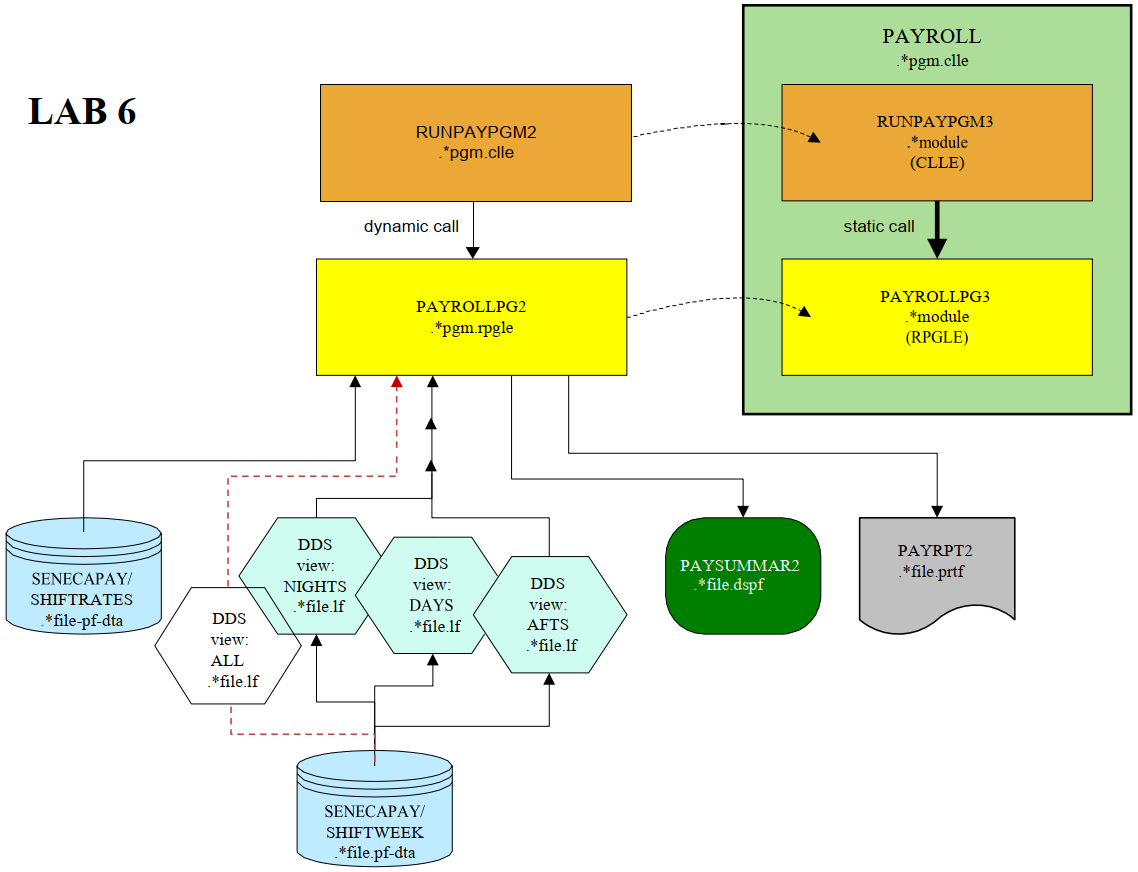 LAB 6
PAYROLL
.*pgm.clle
RUNPAYPGM2
.*pgm.clle
RUNPAYPGM3
.*module
(CLLE)
dynamic call
static call
PAYROLLPG2
.*pgm.rpgle
PAYROLLPG3
.*module
(RPGLE)
SENECAPAY/
SHIFTRATES
.*file-pf-dta
DDS
view:
ALL
.*file.lf
DDS
view:
NIGHTS
.*file.lf
DDS
view:
DAYS
.*file.lf
DDS
view:
AFTS
.*file.lf
PAYSUMMAR2
.*file.dspf
PAYRPT2
.*file.prtf
SENECAPAY/
SHIFTWEEK
.*file.pf-dta